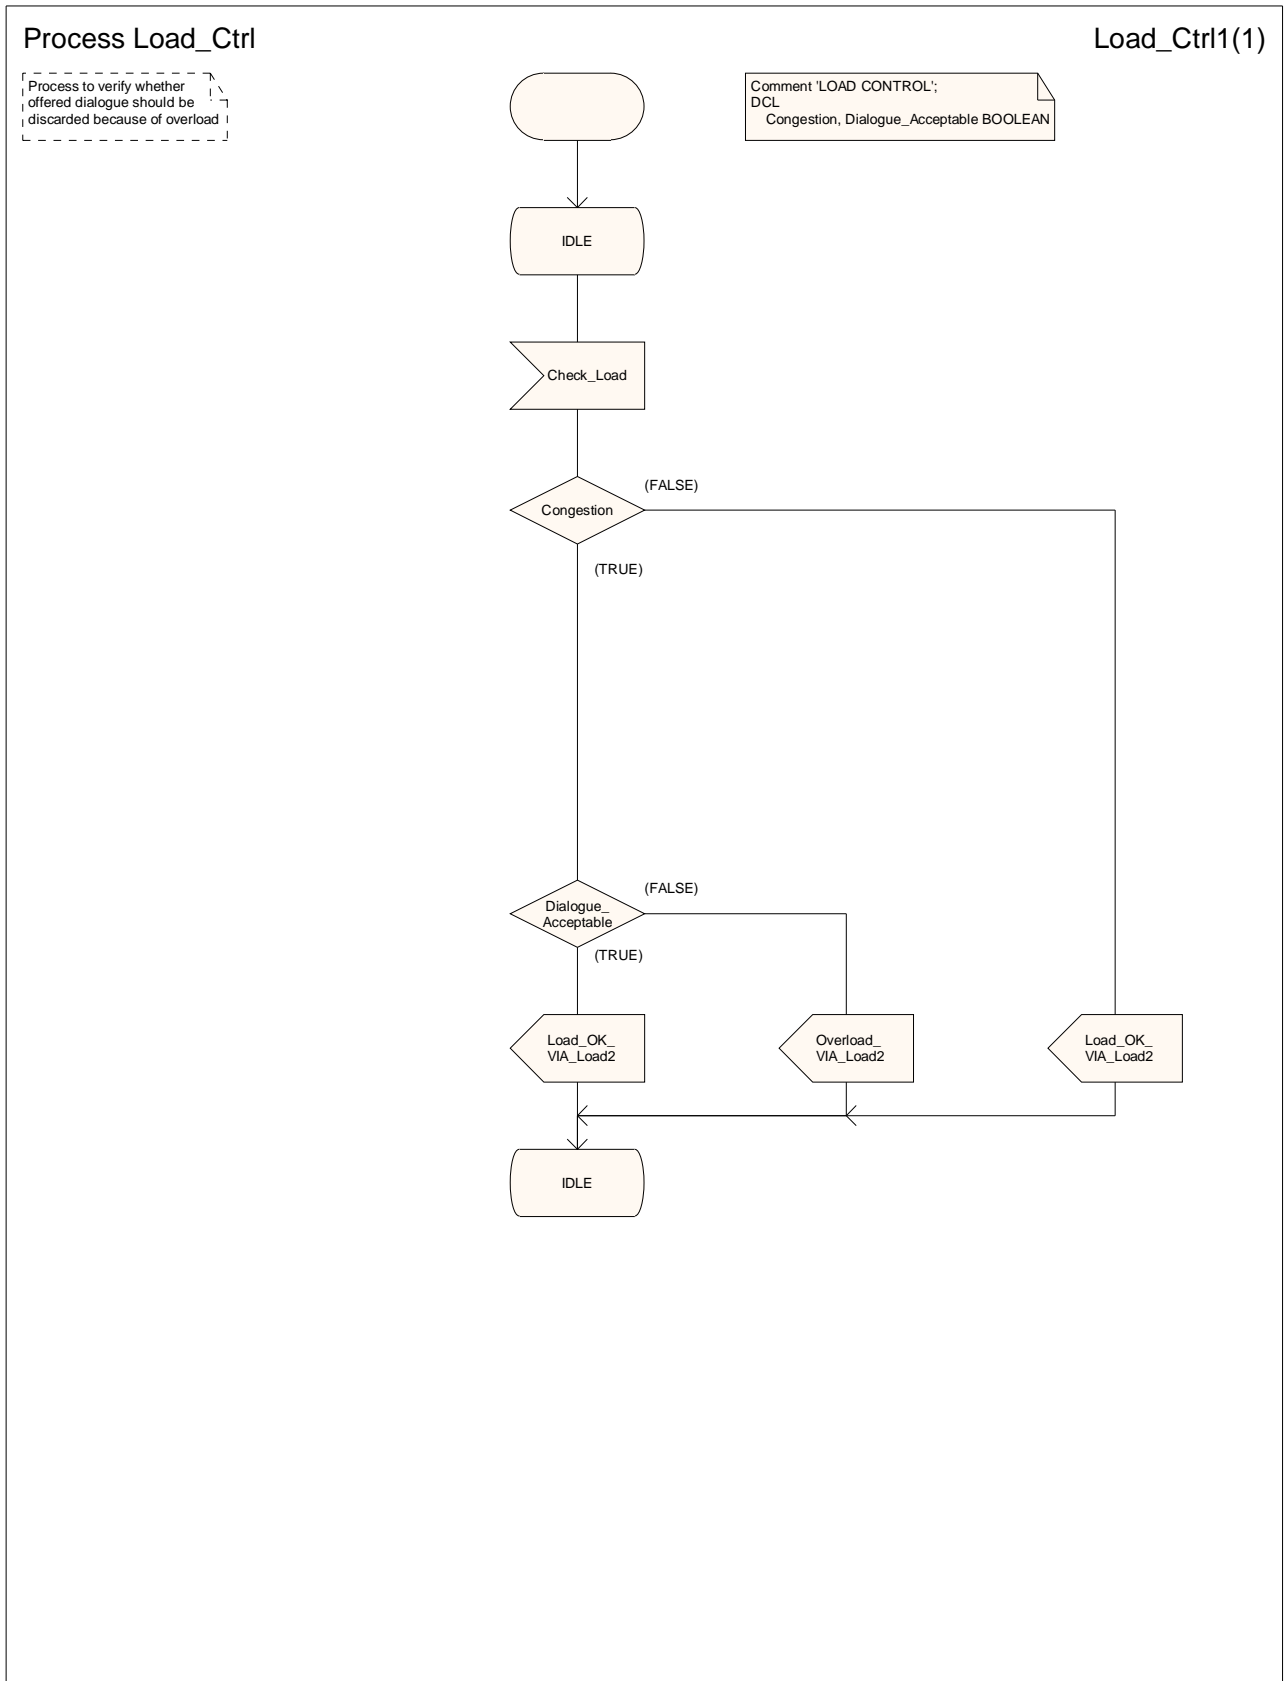 Process Load_Ctrl
Load_Ctrl1(1)
Process to verify whether
offered dialogue should be
discarded because of overload
Comment 'LOAD CONTROL';
DCL
Congestion, Dialogue_Acceptable BOOLEAN
IDLE
Check_Load
(FALSE)
Congestion
(TRUE)
(FALSE)
Dialogue_
Acceptable
(TRUE)
Load_OK_
VIA_Load2
Overload_
VIA_Load2
Load_OK_
VIA_Load2
IDLE